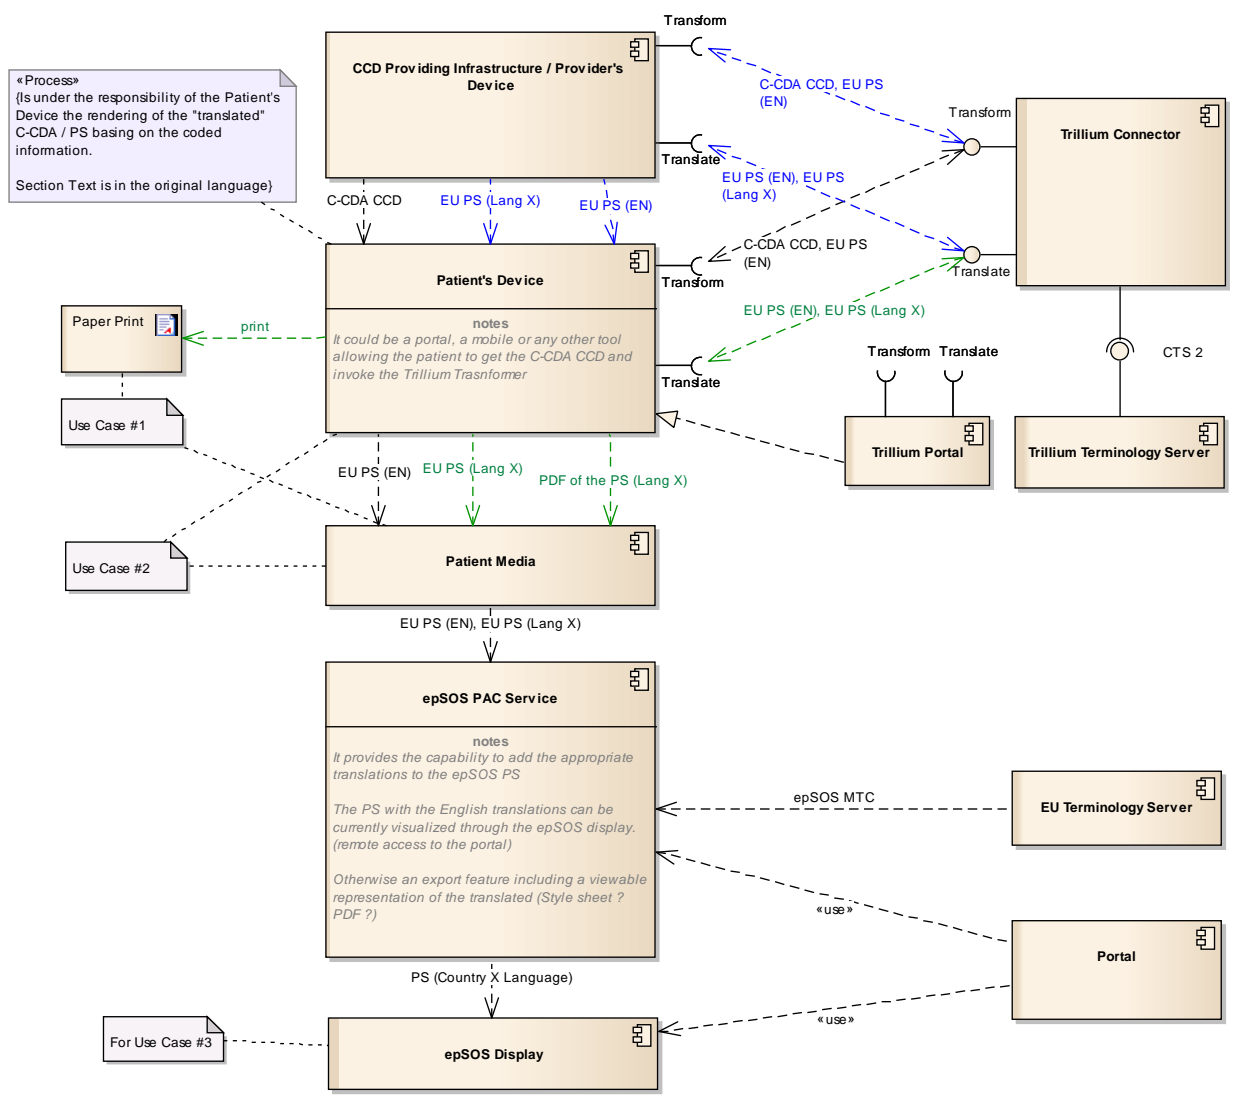 Transform
«Process»
{Is under the responsibility of the Patient's
Device the rendering of the "translated"
C-CDA / PS basing on the coded
information.
Section Text is in the original language}
CCD Providing Infrastructure / Provider's
Device
C-CDA CCD, EU PS
(EN)
Transform
Trillium Connector
Translate
EU PS (EN), EU PS
(Lang X)
C-CDA CCD
EU PS (Lang X)
EU PS (EN)
C-CDA CCD, EU PS
(EN)
Translate
Patient's Device
Transform
notes
It could be a portal, a mobile or any other tool
allowing the patient to get the C-CDA CCD and
invoke the Trillium Trasnformer
EU PS (EN), EU PS (Lang X)
Paper Print
print
Transform
Translate
CTS 2
Translate
Use Case #1
Trillium Portal
Trillium Terminology Server
EU PS (EN)
EU PS (Lang X)
PDF of the PS (Lang X)
Use Case #2
Patient Media
EU PS (EN), EU PS (Lang X)
epSOS PAC Service
notes
It provides the capability to add the appropriate
translations to the epSOS PS
The PS with the English translations can be
currently visualized through the epSOS display.
(remote access to the portal)
Otherwise an export feature including a viewable
representation of the translated (Style sheet ?
PDF ?)
epSOS MTC
EU Terminology Server
«use»
Portal
PS (Country X Language)
«use»
For Use Case #3
epSOS Display